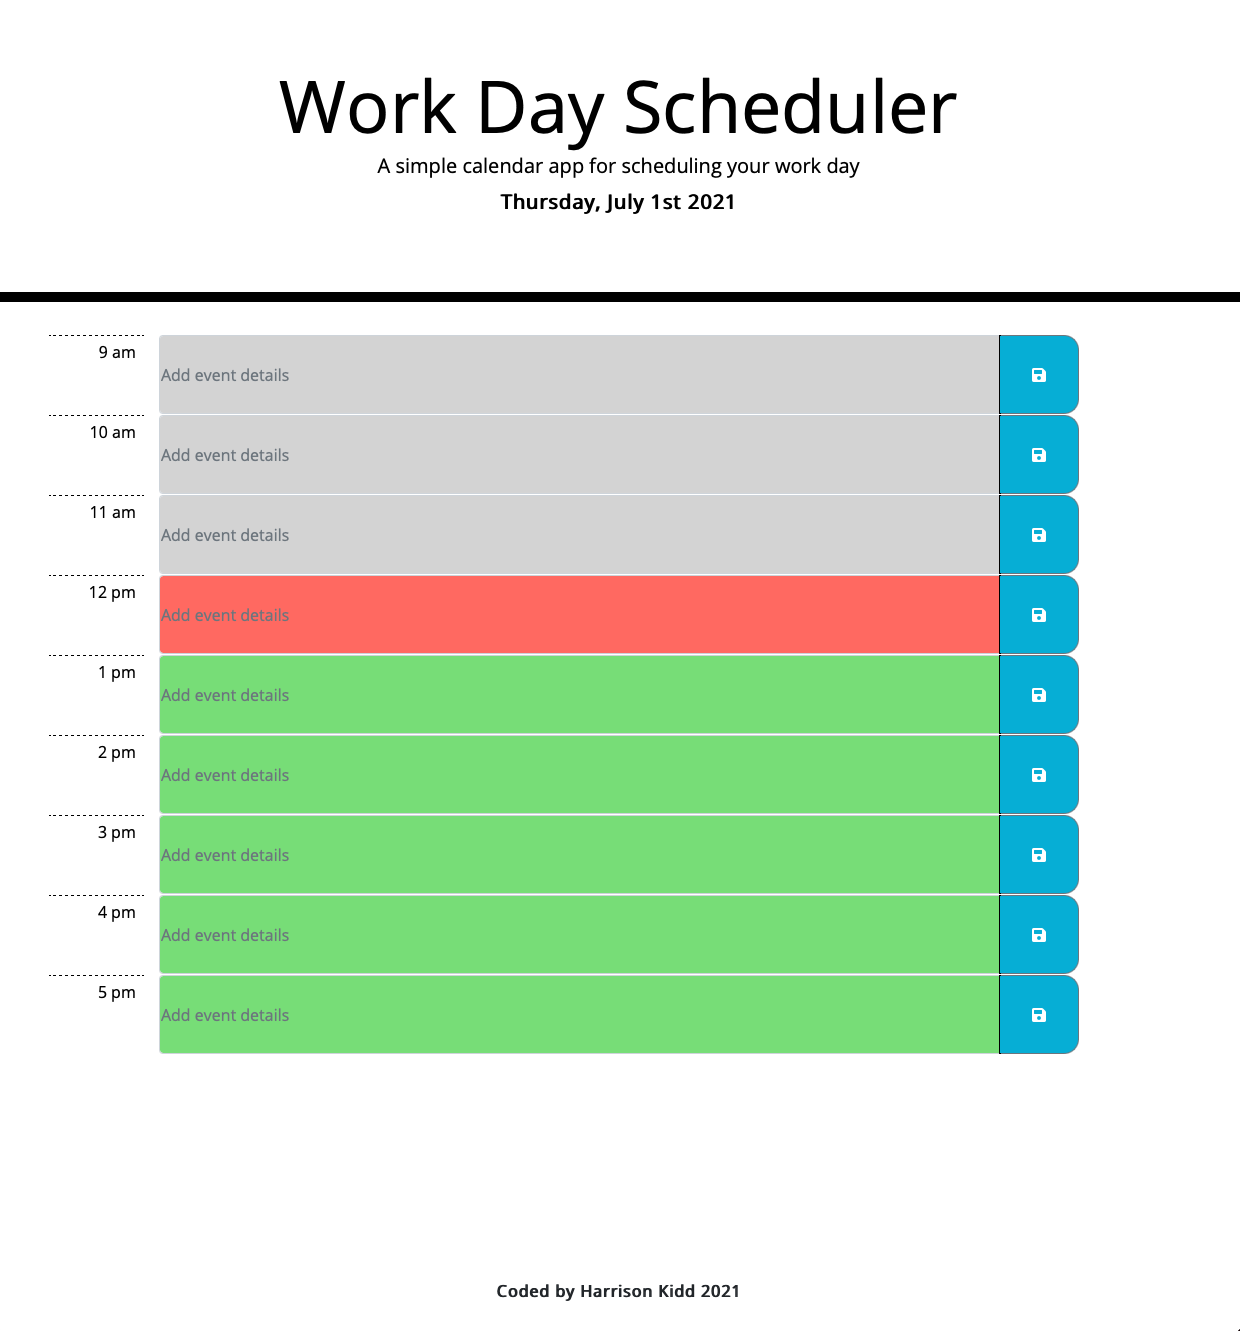 Work Day Scheduler
A simple calendar app for scheduling your work day
Thursday, July 1st 2021
9 am
Add event details
10 am
Add event details
11 am
Add event details
12 pm
Add event details
1 pm
Add event details
2 pm
Add event details
3 pm
Add event details
4 pm
Add event details
5 pm
Add event details
Coded by Harrison Kidd 2021